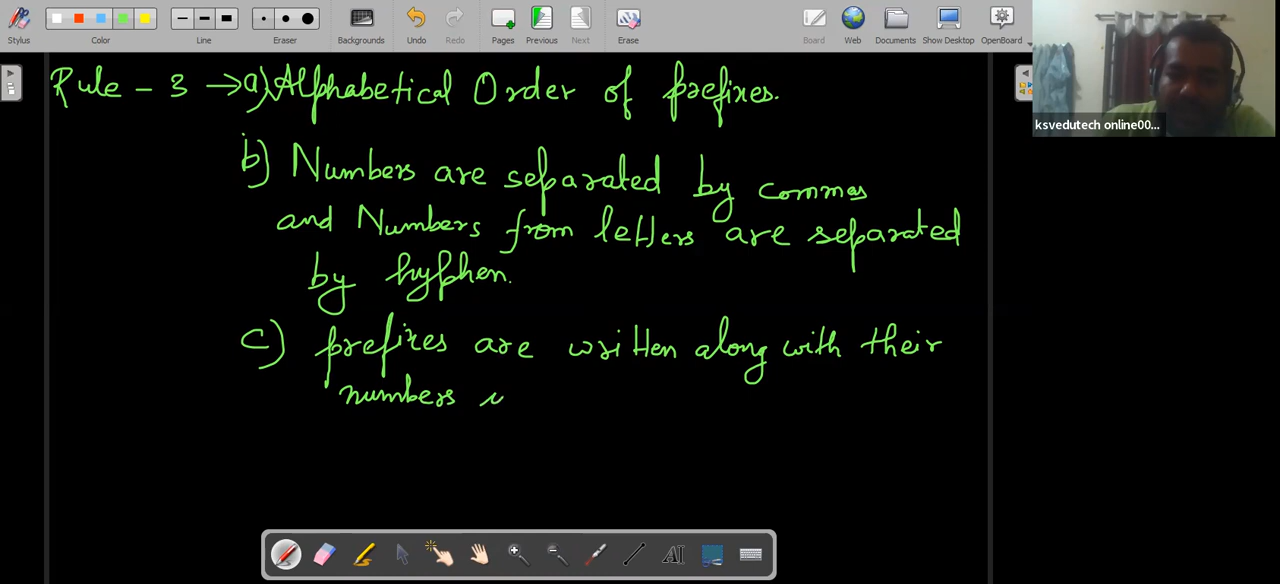 Stylus
Color
Line
Eraser
Backgrounds
Undo
Redo
Pages
Previous
Next
Erase
Board
Web
Documents
Show Desktop
OpenBoard
ksvedutech online00...
Rule - 3 → a) Alphabetical Order of prefixes.
b) Numbers are separated by commas
and Numbers from letters are separated
by hyphen.
c) prefixes are written along with their
numbers
AI